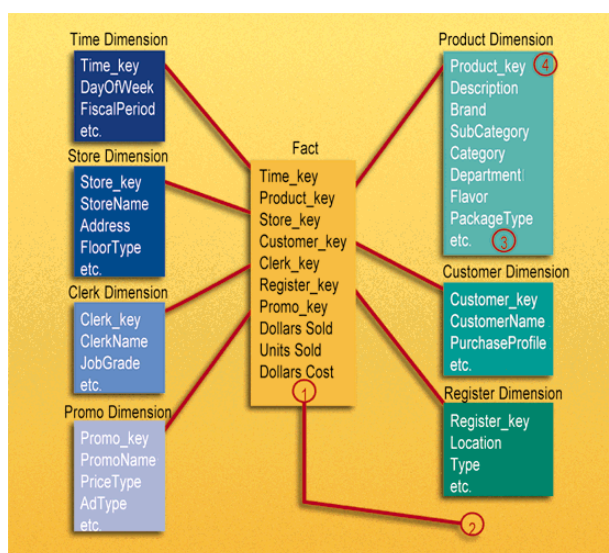 Time Dimension
Time_key
DayOfWeek
FiscalPeriod
etc.
Store Dimension
Store_key
StoreName
Address
FloorType
etc.
Clerk Dimension
Clerk_key
ClerkName
JobGrade
etc.
Promo Dimension
Promo_key
PromoName
PriceType
AdType
etc.
Fact
Time_key
Product_key
Store_key
Customer_key
Clerk_key
Register_key
Promo_key
Dollars Sold
Units Sold
Dollars Cost
1
2
Product Dimension
Product_key 4
Description
Brand
SubCategory
Category
Department
Flavor
PackageType
etc. 3
Customer Dimension
Customer_key
CustomerName
PurchaseProfile
etc.
Register Dimension
Register_key
Location
Type
etc.